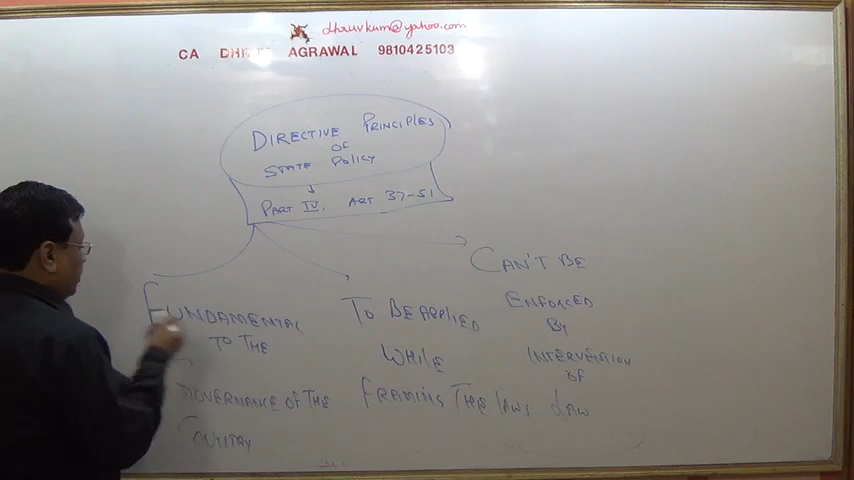 dhruvkum@yahoo.com
CA AGRAWAL 9810425103
DIRECTIVE PRINCIPLES
OF
STATE POLICY
PART IV, ART 37-51
FUNDAMENTAL
TO THE
GOVERNANCE OF THE
COUNTRY
TO BE APPLIED
WHILE
FRAMING THE LAWS
CAN'T BE
ENFORCED
BY
INTERVENTION
OF
LAW